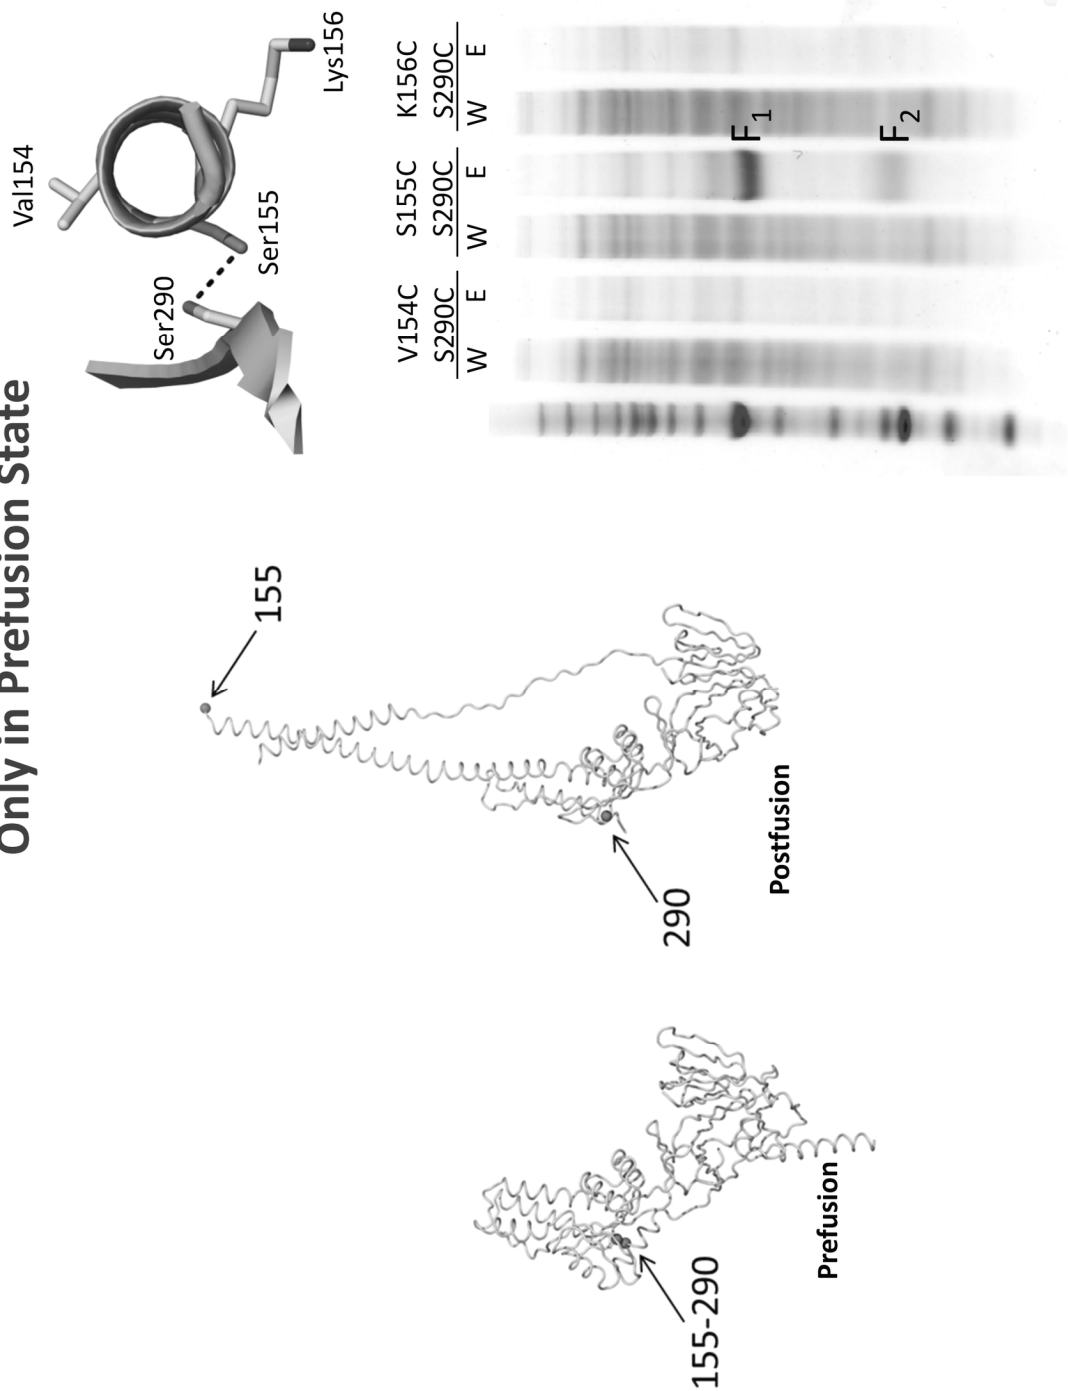 Only in Prefusion State
155-290
Prefusion
290
155
Postfusion
Ser290
Val154
Ser155
Lys156
V154C S155C K156C
S290C S290C S290C
W E W E W E
F1
F2